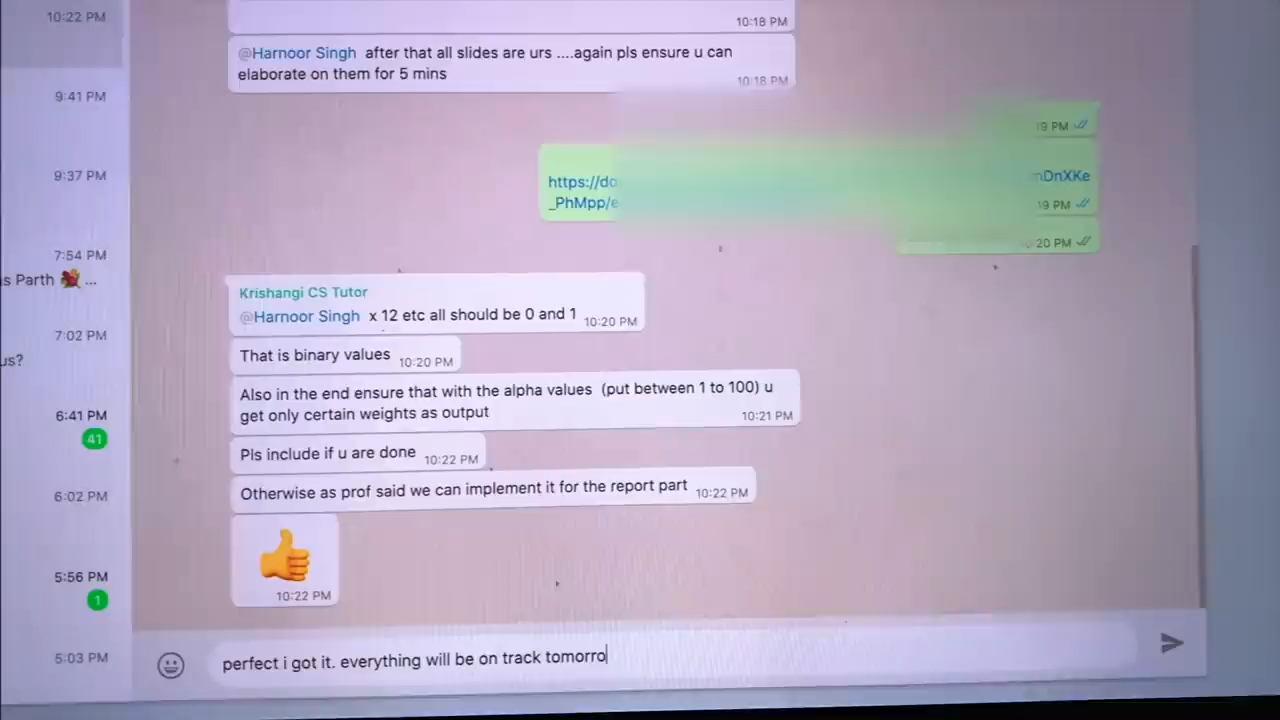 10:22 PM
10:18 PM
@Harnoor Singh after that all slides are urs ....again pls ensure u can
elaborate on them for 5 mins
10:18 PM
9:41 PM
19 PM
9:37 PM
https://do
nDnXKe
_PhMpp/e
19 PM
20 PM
7:54 PM
s Parth 💐 ...
Krishangi CS Tutor
@Harnoor Singh x 12 etc all should be 0 and 1 10:20 PM
7:02 PM
us?
That is binary values 10:20 PM
Also in the end ensure that with the alpha values (put between 1 to 100) u
get only certain weights as output 10:21 PM
6:41 PM
41
Pls include if u are done 10:22 PM
6:02 PM
Otherwise as prof said we can implement it for the report part 10:22 PM
5:56 PM
1
10:22 PM
5:03 PM
perfect i got it. everything will be on track tomorro